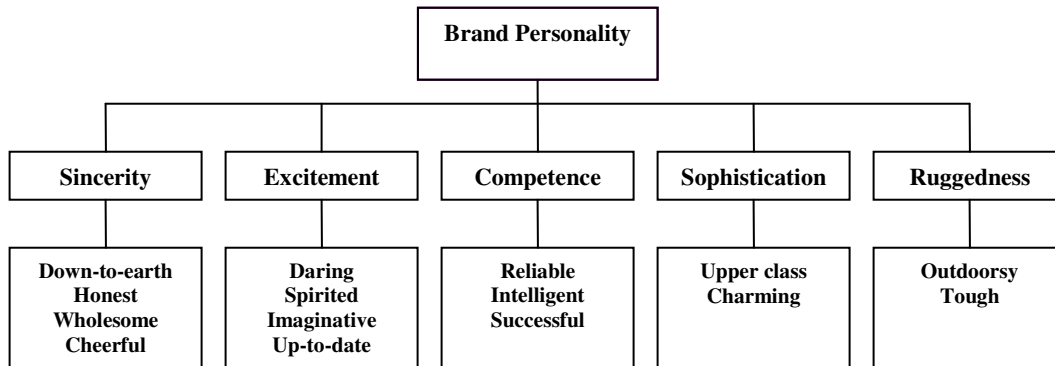 Brand Personality
Sincerity
Excitement
Competence
Sophistication
Ruggedness
Down-to-earth
Honest
Wholesome
Cheerful
Daring
Spirited
Imaginative
Up-to-date
Reliable
Intelligent
Successful
Upper class
Charming
Outdoorsy
Tough